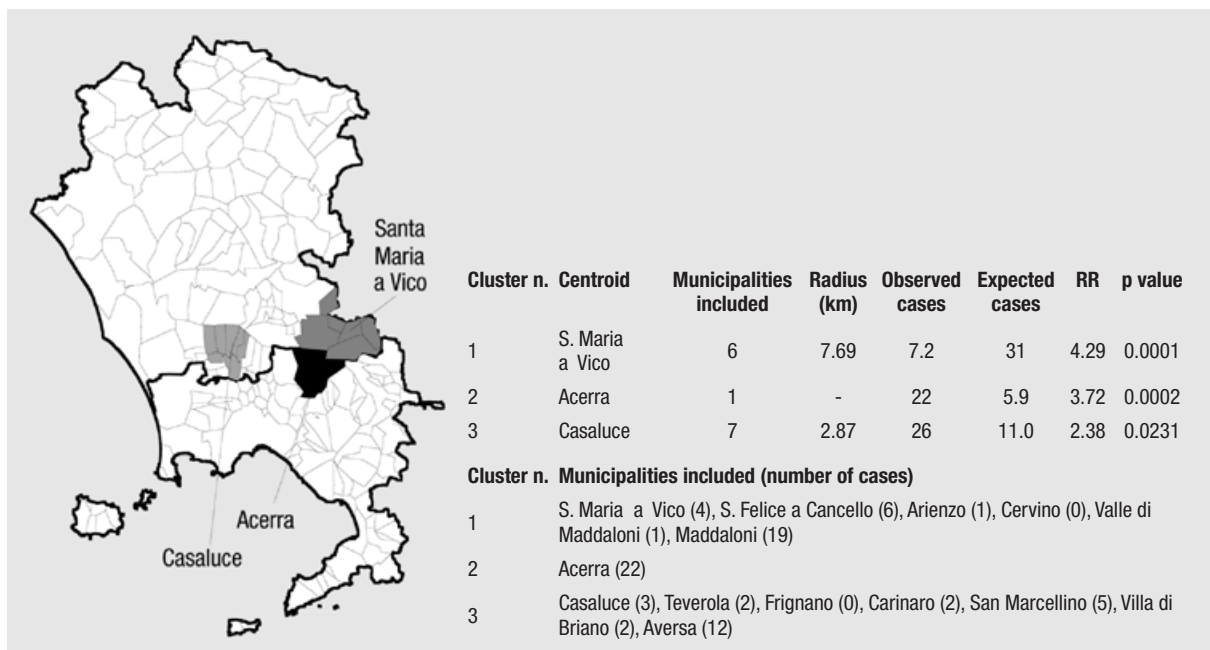 Santa
Maria
a Vico
Acerra
Casaluce
Cluster n. Centroid Municipalities included Radius (km) Observed cases Expected cases RR p value
1 S. Maria a Vico 6 7.69 7.2 31 4.29 0.0001
2 Acerra 1 - 22 5.9 3.72 0.0002
3 Casaluce 7 2.87 26 11.0 2.38 0.0231
Cluster n. Municipalities included (number of cases)
1 S. Maria a Vico (4), S. Felice a Cancello (6), Arienzo (1), Cervino (0), Valle di
Maddaloni (1), Maddaloni (19)
2 Acerra (22)
3 Casaluce (3), Teverola (2), Frignano (0), Carinaro (2), San Marcellino (5), Villa di
Briano (2), Aversa (12)